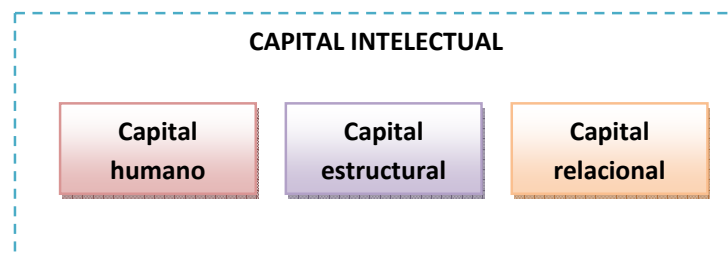 CAPITAL INTELECTUAL
Capital
humano
Capital
estructural
Capital
relacional